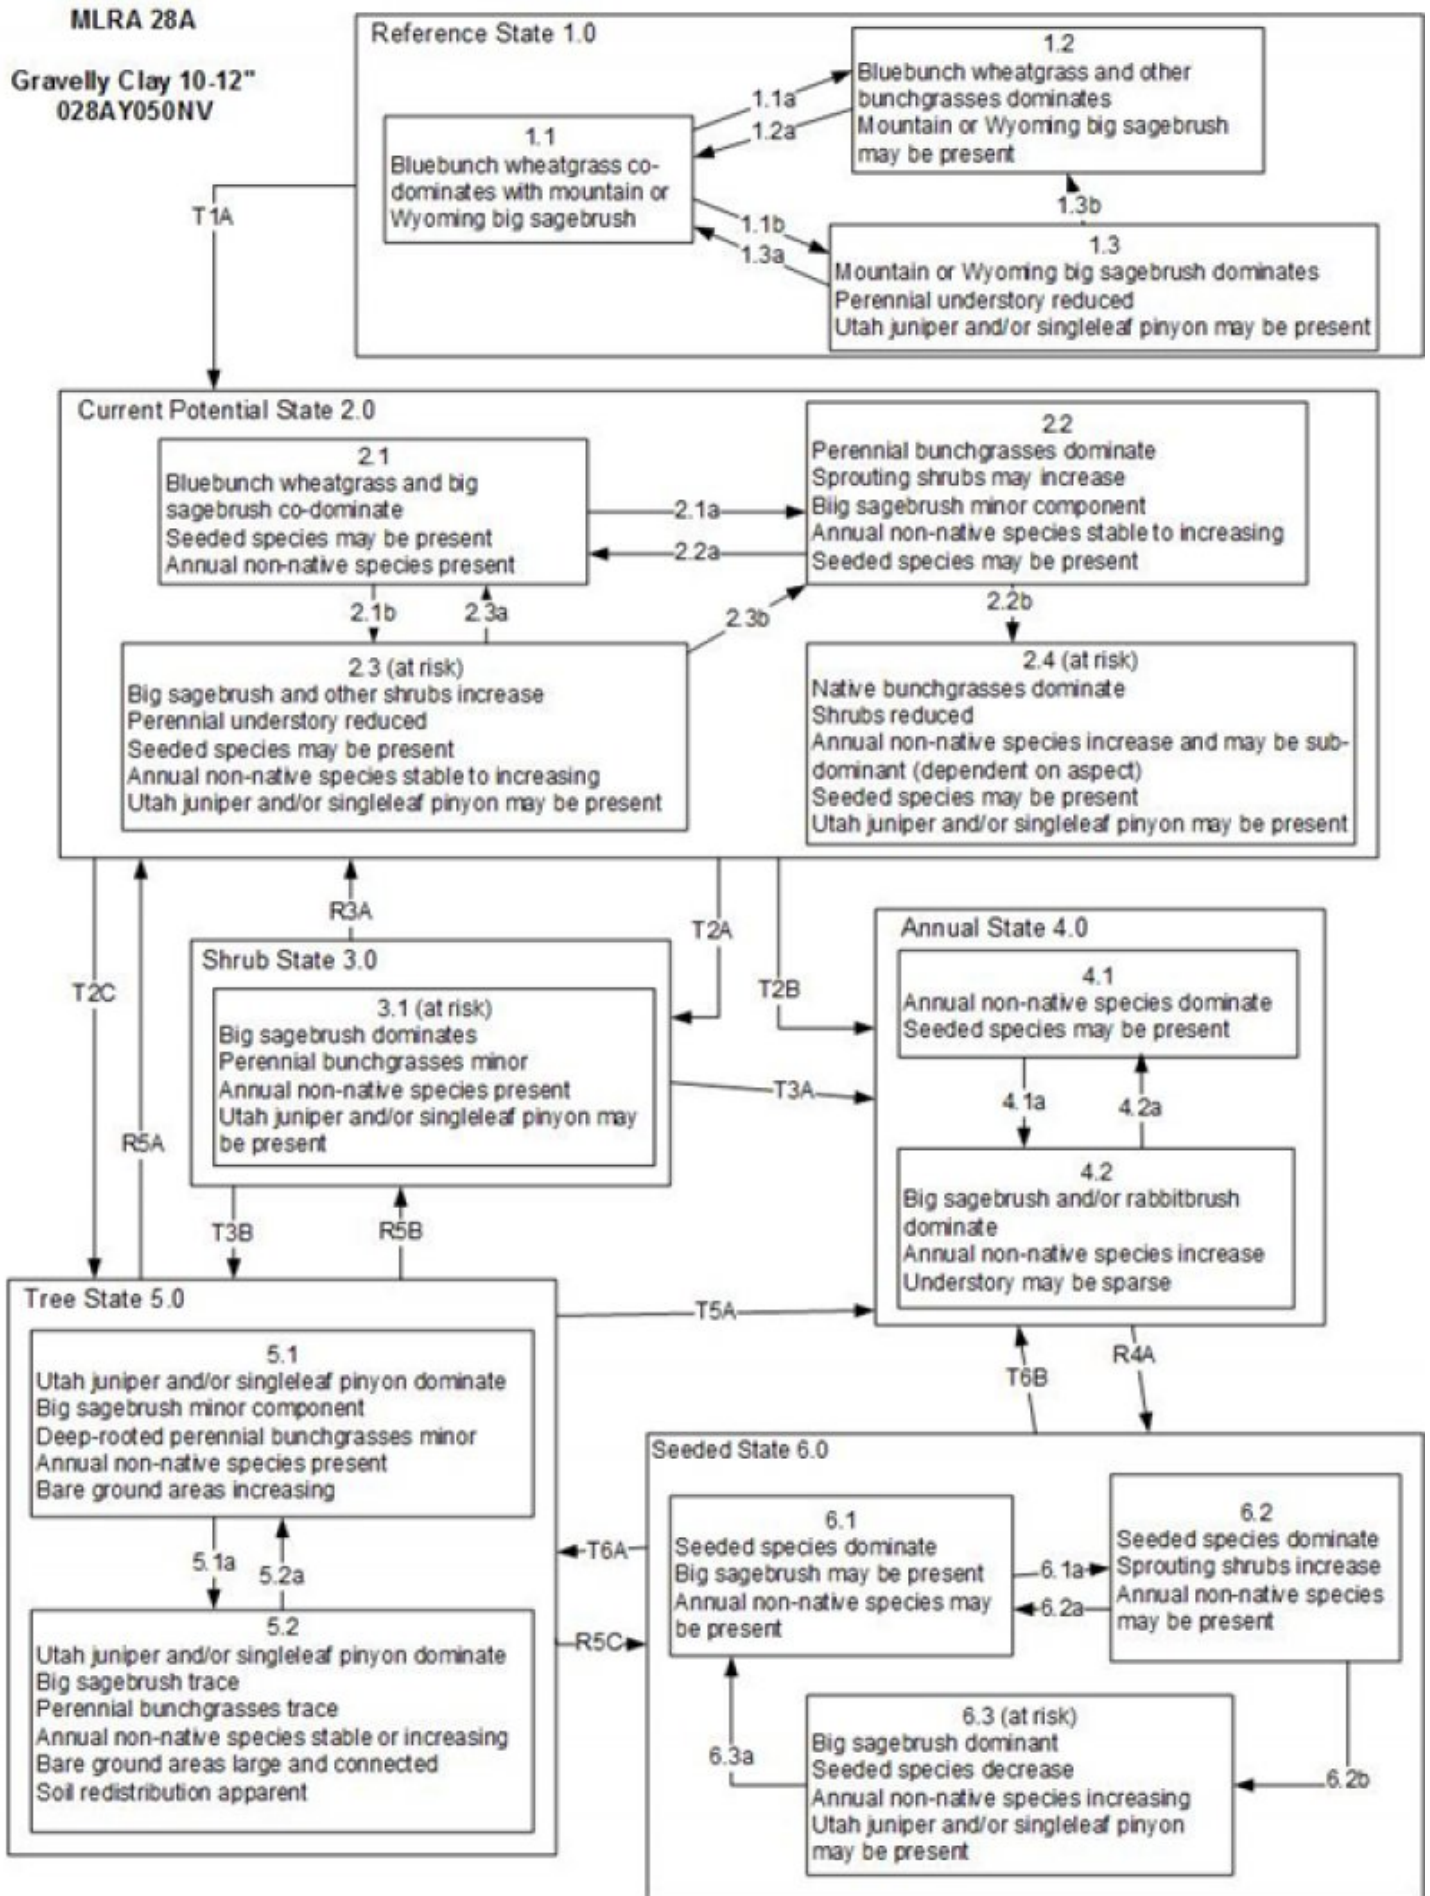 MLRA 28A
Gravelly Clay 10-12"
028AY050NV
Reference State 1.0
1.1
Bluebunch wheatgrass co-
dominates with mountain or
Wyoming big sagebrush
1.1a
1.2a
1.2
Bluebunch wheatgrass and other
bunchgrasses dominates
Mountain or Wyoming big sagebrush
may be present
1.1b
1.3a
1.3b
1.3
Mountain or Wyoming big sagebrush dominates
Perennial understory reduced
Utah juniper and/or singleleaf pinyon may be present
T1A
Current Potential State 2.0
2.1
Bluebunch wheatgrass and big
sagebrush co-dominate
Seeded species may be present
Annual non-native species present
2.1a
2.2a
2.2
Perennial bunchgrasses dominate
Sprouting shrubs may increase
Biig sagebrush minor component
Annual non-native species stable to increasing
Seeded species may be present
2.1b
2.3a
2.3b
2.2b
2.3 (at risk)
Big sagebrush and other shrubs increase
Perennial understory reduced
Seeded species may be present
Annual non-native species stable to increasing
Utah juniper and/or singleleaf pinyon may be present
2.4 (at risk)
Native bunchgrasses dominate
Shrubs reduced
Annual non-native species increase and may be sub-
dominant (dependent on aspect)
Seeded species may be present
Utah juniper and/or singleleaf pinyon may be present
T2C
R5A
R3A
T2A
T2B
Shrub State 3.0
3.1 (at risk)
Big sagebrush dominates
Perennial bunchgrasses minor
Annual non-native species present
Utah juniper and/or singleleaf pinyon may
be present
T3A
Annual State 4.0
4.1
Annual non-native species dominate
Seeded species may be present
4.1a
4.2a
4.2
Big sagebrush and/or rabbitbrush
dominate
Annual non-native species increase
Understory may be sparse
T3B
R5B
Tree State 5.0
5.1
Utah juniper and/or singleleaf pinyon dominate
Big sagebrush minor component
Deep-rooted perennial bunchgrasses minor
Annual non-native species present
Bare ground areas increasing
5.1a
5.2a
5.2
Utah juniper and/or singleleaf pinyon dominate
Big sagebrush trace
Perennial bunchgrasses trace
Annual non-native species stable or increasing
Bare ground areas large and connected
Soil redistribution apparent
T5A
T6B
R4A
T6A
R5C
Seeded State 6.0
6.1
Seeded species dominate
Big sagebrush may be present
Annual non-native species may
be present
6.1a
6.2a
6.2
Seeded species dominate
Sprouting shrubs increase
Annual non-native species
may be present
6.3a
6.2b
6.3 (at risk)
Big sagebrush dominant
Seeded species decrease
Annual non-native species increasing
Utah juniper and/or singleleaf pinyon
may be present